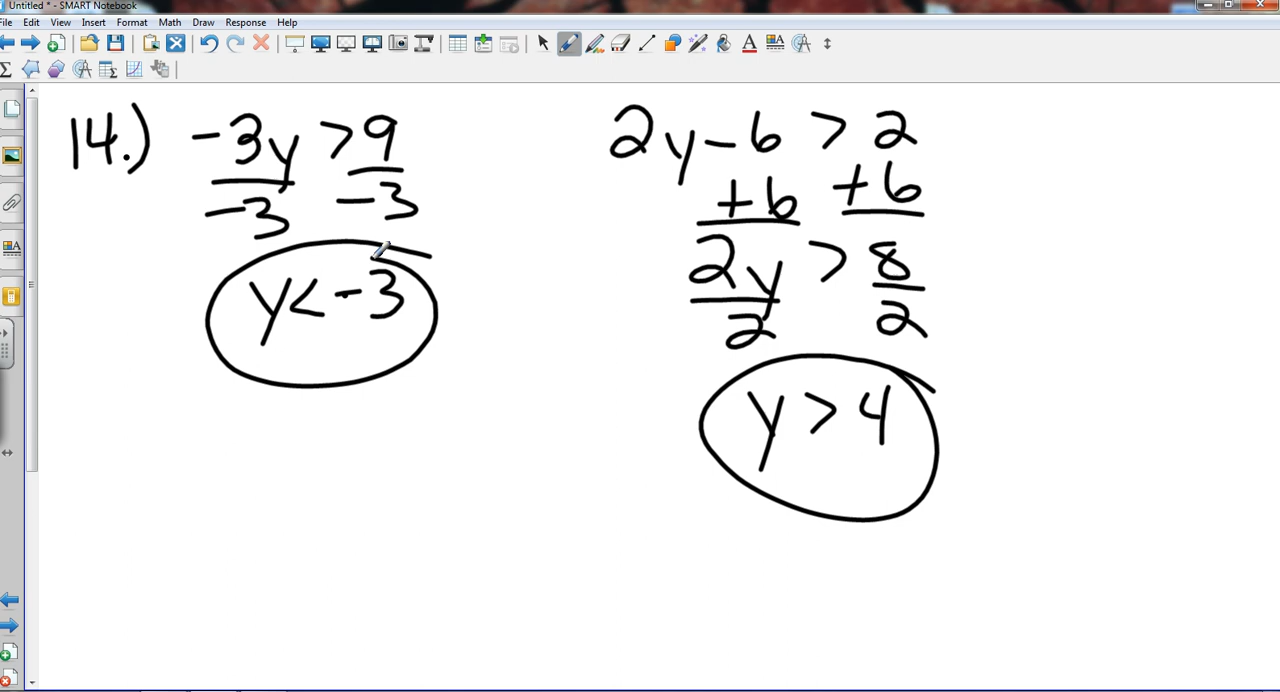 Untitled * - SMART Notebook
File Edit View Insert Format Math Draw Response Help
14.) -3y > 9
-3 -3
y < -3
2y - 6 > 2
+6 +6
2y > 8
2 2
y > 4